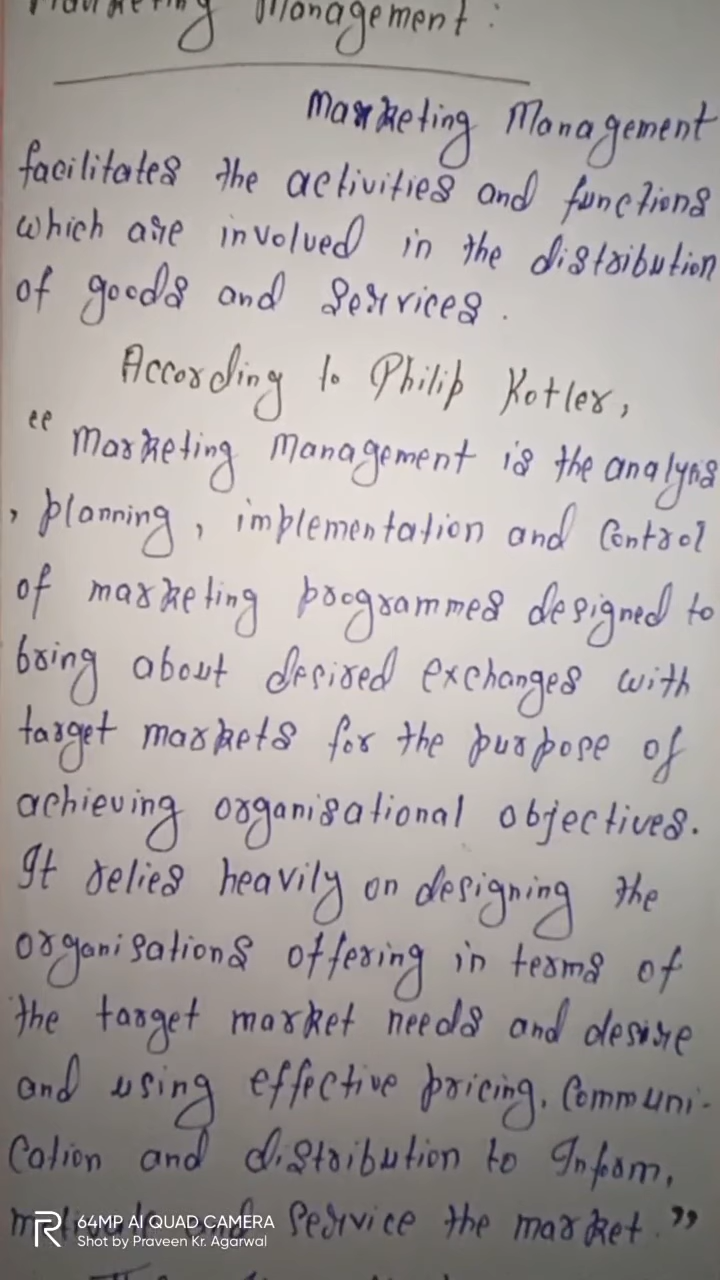 Marketing Management :
Marketing Management
facilitates the activities and functions
which are involved in the distribution
of goods and services.
According to Philip Kotler,
"Marketing Management is the analysis
, planning, implementation and Control
of marketing programmes designed to
bring about desired exchanges with
target markets for the purpose of
achieving organisational objectives.
It relies heavily on designing the
organisations offering in terms of
the target market needs and desire
and using effective pricing, Communi-
cation and distribution to Inform,
and service the market."
64MP AI QUAD CAMERA
Shot by Praveen Kr. Agarwal